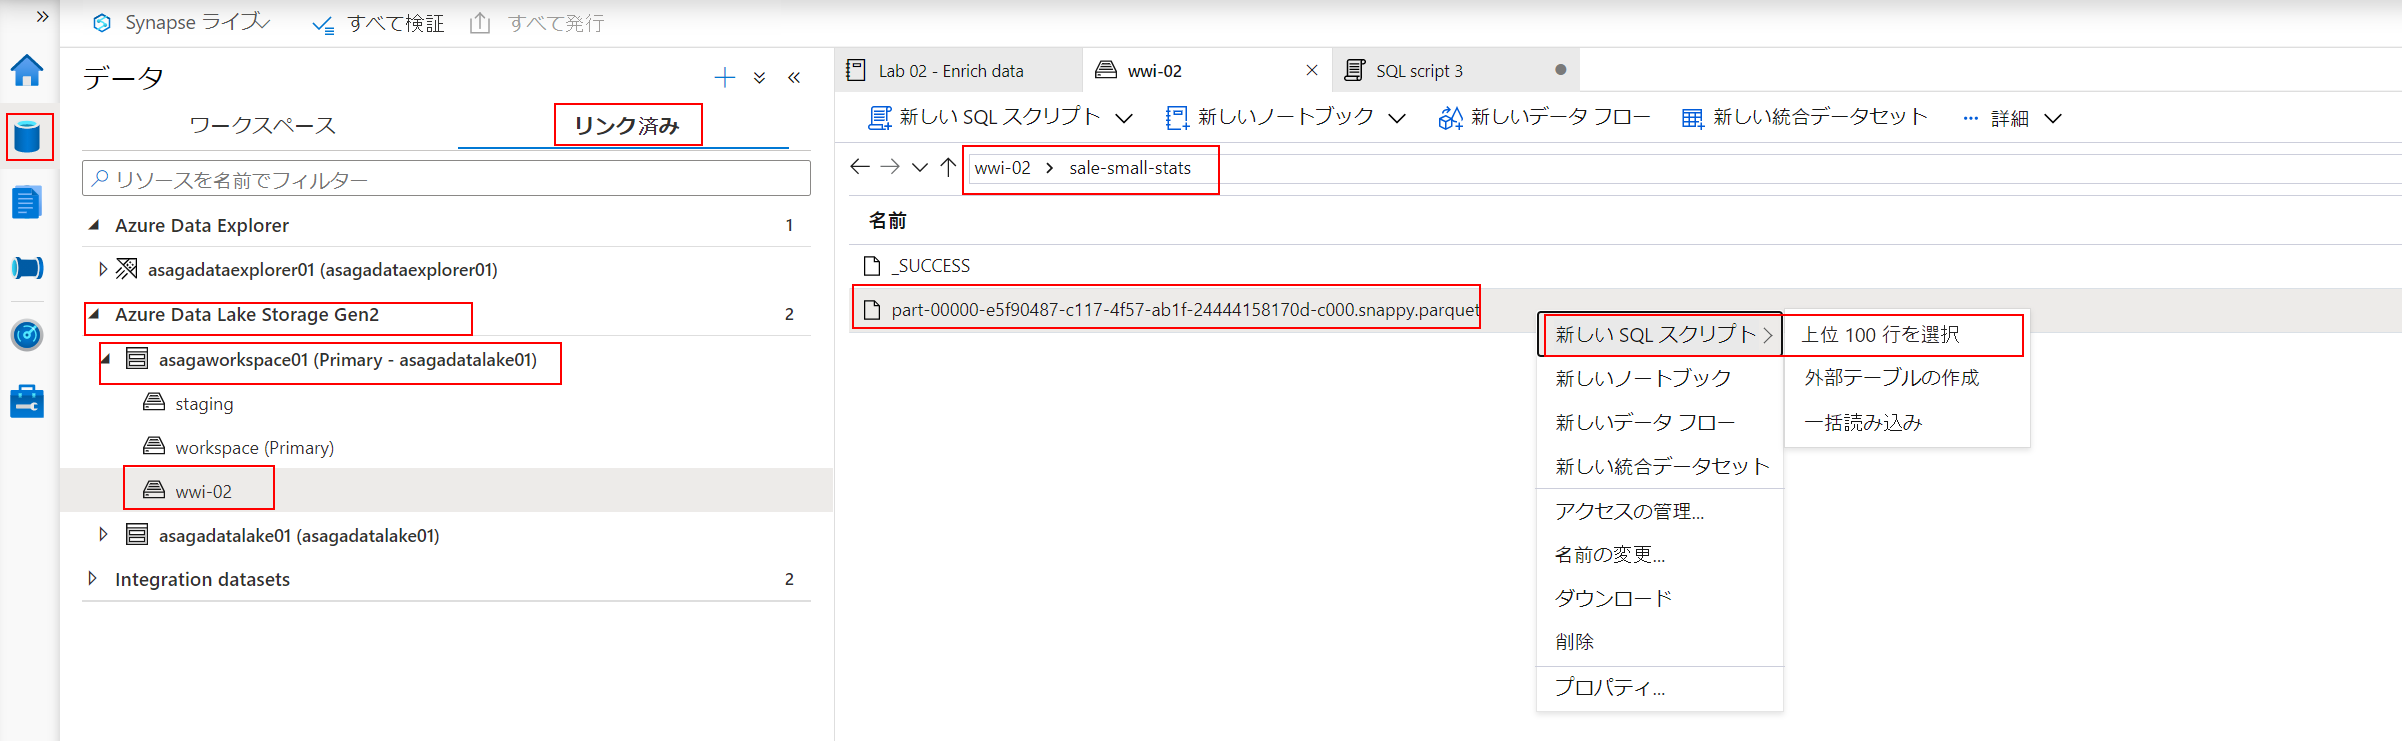 Synapse ライブ すべて検証 すべて発行
データ
ワークスペース リンク済み
リソースを名前でフィルター
Azure Data Explorer 1
asagadataexplorer01 (asagadataexplorer01)
Azure Data Lake Storage Gen2 2
asagaworkspace01 (Primary - asagadatalake01)
staging
workspace (Primary)
wwi-02
asagadatalake01 (asagadatalake01)
Integration datasets 2
Lab 02 - Enrich data wwi-02 SQL script 3
新しい SQL スクリプト 新しいノートブック 新しいデータ フロー 新しい統合データセット ... 詳細
wwi-02 > sale-small-stats
名前
_SUCCESS
part-00000-e5f90487-c117-4f57-ab1f-24444158170d-c000.snappy.parquet
新しい SQL スクリプト
新しいノートブック
新しいデータ フロー
新しい統合データセット
アクセスの管理...
名前の変更...
ダウンロード
削除
プロパティ...
上位 100 行を選択
外部テーブルの作成
一括読み込み